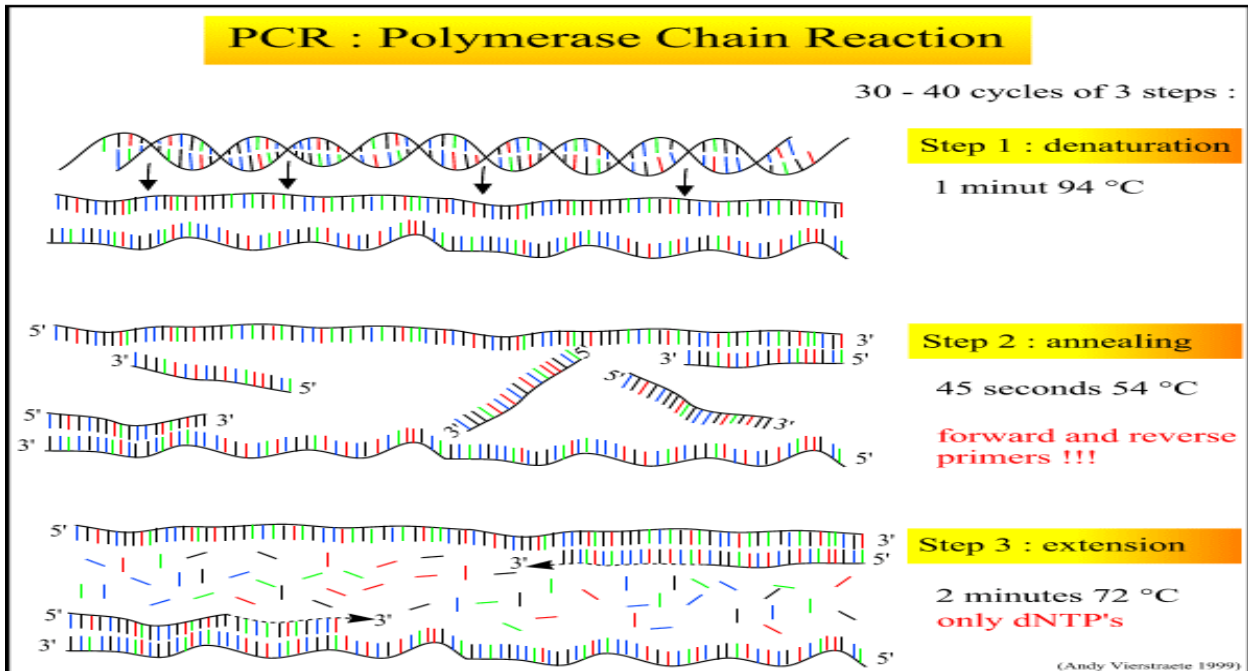 PCR : Polymerase Chain Reaction
30 - 40 cycles of 3 steps :
Step 1 : denaturation
1 minut 94 °C
5' 3'
3' 5' 3' 5'
5
5'
Step 2 : annealing
45 seconds 54 °C
5' 3'
3' 3'
3' 5'
forward and reverse
primers !!!
5' 3'
3' 5'
Step 3 : extension
2 minutes 72 °C
only dNTP's
5' 3'
3' 5'
(Andy Vierstraete 1999)